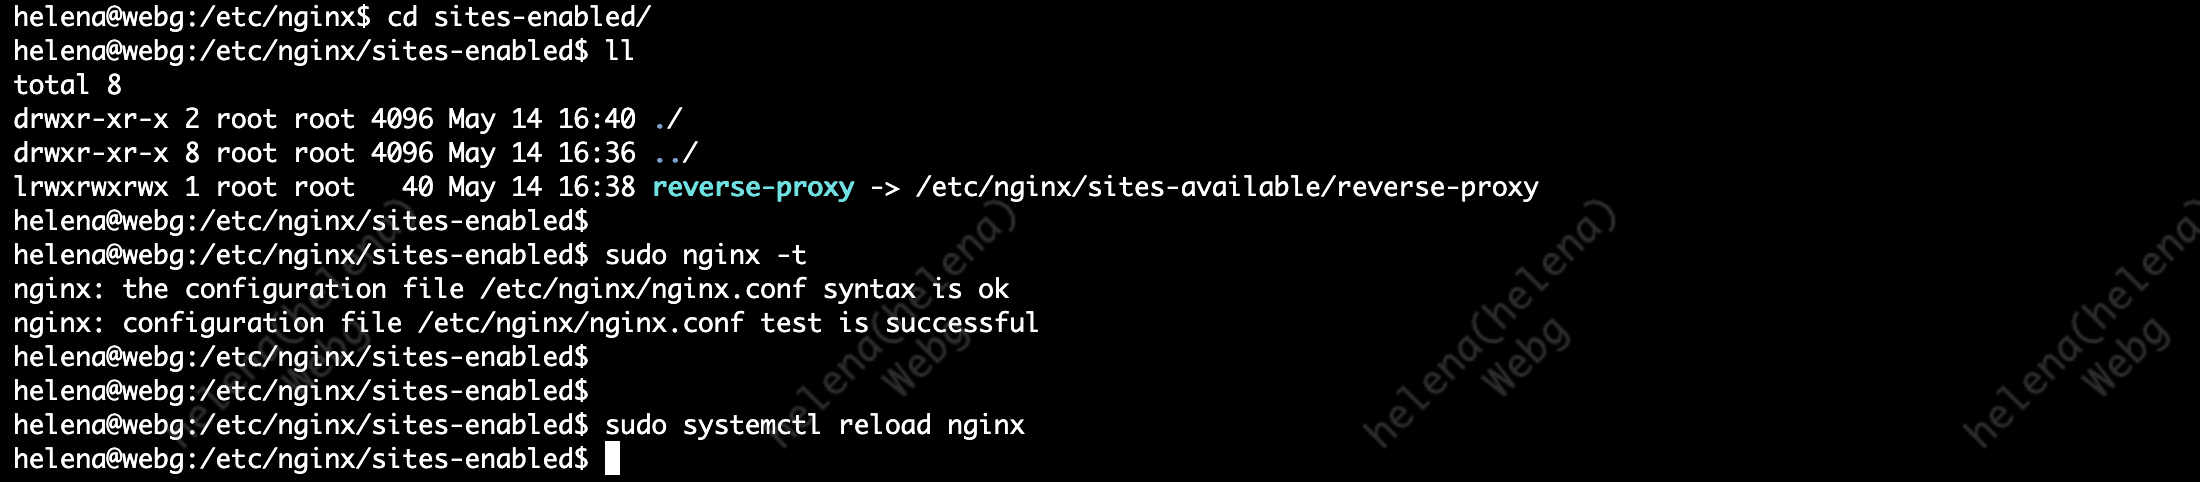 helena@webg:/etc/nginx$ cd sites-enabled/
helena@webg:/etc/nginx/sites-enabled$ ll
total 8
drwxr-xr-x 2 root root 4096 May 14 16:40 ./
drwxr-xr-x 8 root root 4096 May 14 16:36 ../
lrwxrwxrwx 1 root root   40 May 14 16:38 reverse-proxy -> /etc/nginx/sites-available/reverse-proxy
helena@webg:/etc/nginx/sites-enabled$
helena@webg:/etc/nginx/sites-enabled$ sudo nginx -t
nginx: the configuration file /etc/nginx/nginx.conf syntax is ok
nginx: configuration file /etc/nginx/nginx.conf test is successful
helena@webg:/etc/nginx/sites-enabled$
helena@webg:/etc/nginx/sites-enabled$
helena@webg:/etc/nginx/sites-enabled$ sudo systemctl reload nginx
helena@webg:/etc/nginx/sites-enabled$
helena(helena)
Webg
helena(helena)
Webg
helena(helena)
Webg
helena(helena)
Webg